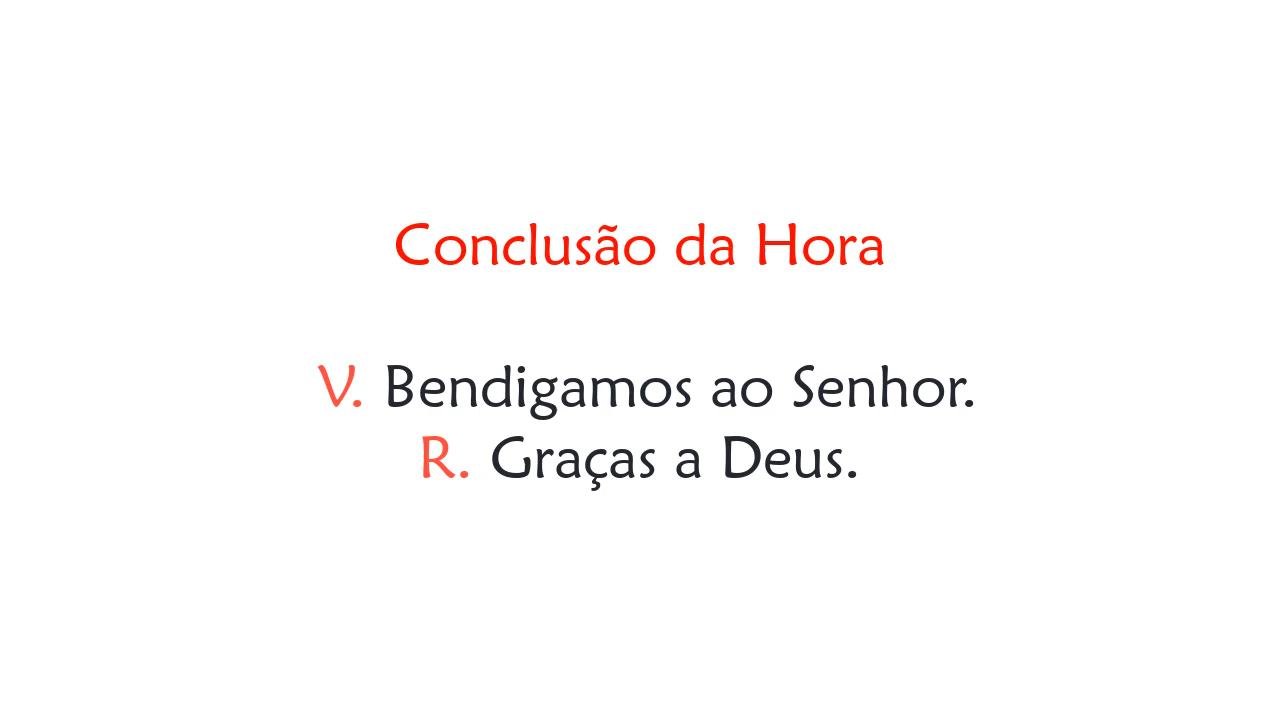 Conclusão da Hora
V. Bendigamos ao Senhor.
R. Graças a Deus.